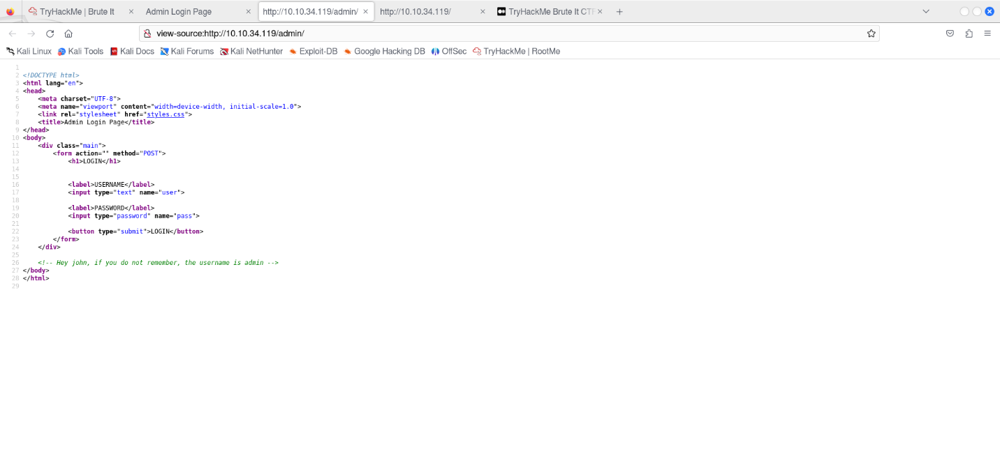 TryHackMe | Brute It
Admin Login Page
http://10.10.34.119/admin/
http://10.10.34.119/
TryHackMe Brute It CTF
view-source:http://10.10.34.119/admin/
Kali Linux Kali Tools Kali Docs Kali Forums Kali NetHunter Exploit-DB Google Hacking DB OffSec TryHackMe | RootMe
1
2 <!DOCTYPE html>
3 <html lang="en">
4 <head>
5 <meta charset="UTF-8">
6 <meta name="viewport" content="width=device-width, initial-scale=1.0">
7 <link rel="stylesheet" href="styles.css">
8 <title>Admin Login Page</title>
9 </head>
10 <body>
11 <div class="main">
12 <form action="" method="POST">
13 <h1>LOGIN</h1>
14
15
16 <label>USERNAME</label>
17 <input type="text" name="user">
18
19 <label>PASSWORD</label>
20 <input type="password" name="pass">
21
22 <button type="submit">LOGIN</button>
23 </form>
24 </div>
25
26 <!-- Hey john, if you do not remember, the username is admin -->
27 </body>
28 </html>
29